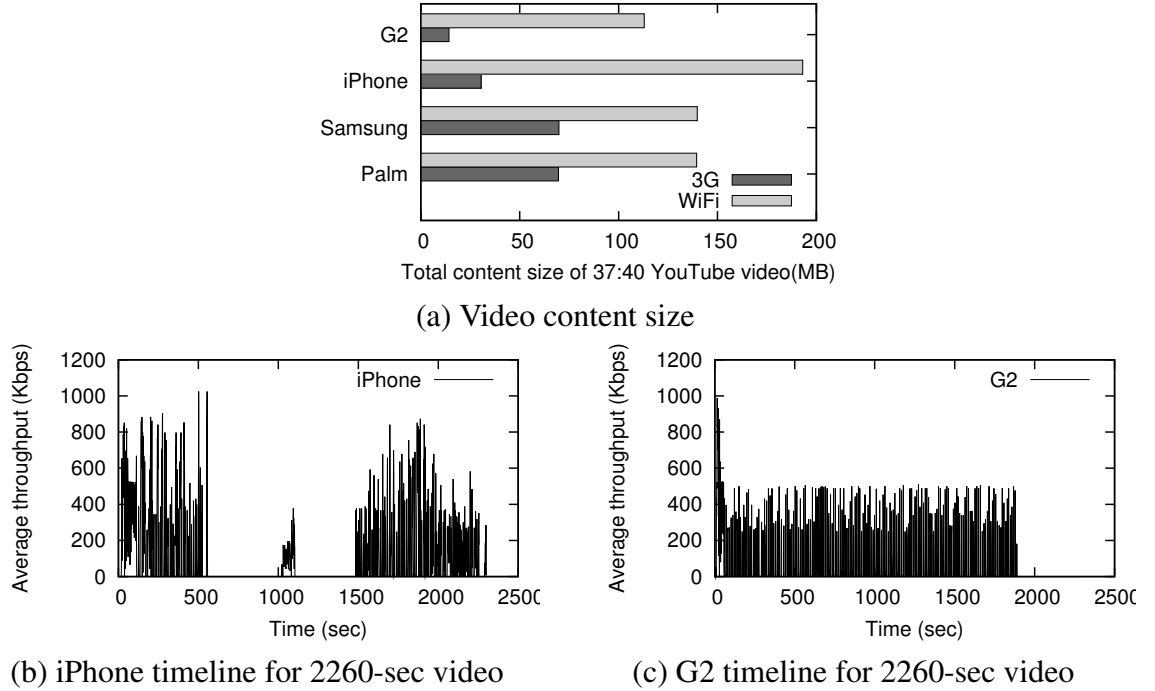 G2
iPhone
Samsung
Palm
3G
WiFi
0 50 100 150 200
Total content size of 37:40 YouTube video(MB)
(a) Video content size
1200
1000
800
600
400
200
0
Average throughput (Kbps)
iPhone
0 500 1000 1500 2000 2500
Time (sec)
(b) iPhone timeline for 2260-sec video
1200
1000
800
600
400
200
0
Average throughput (Kbps)
G2
0 500 1000 1500 2000 2500
Time (sec)
(c) G2 timeline for 2260-sec video